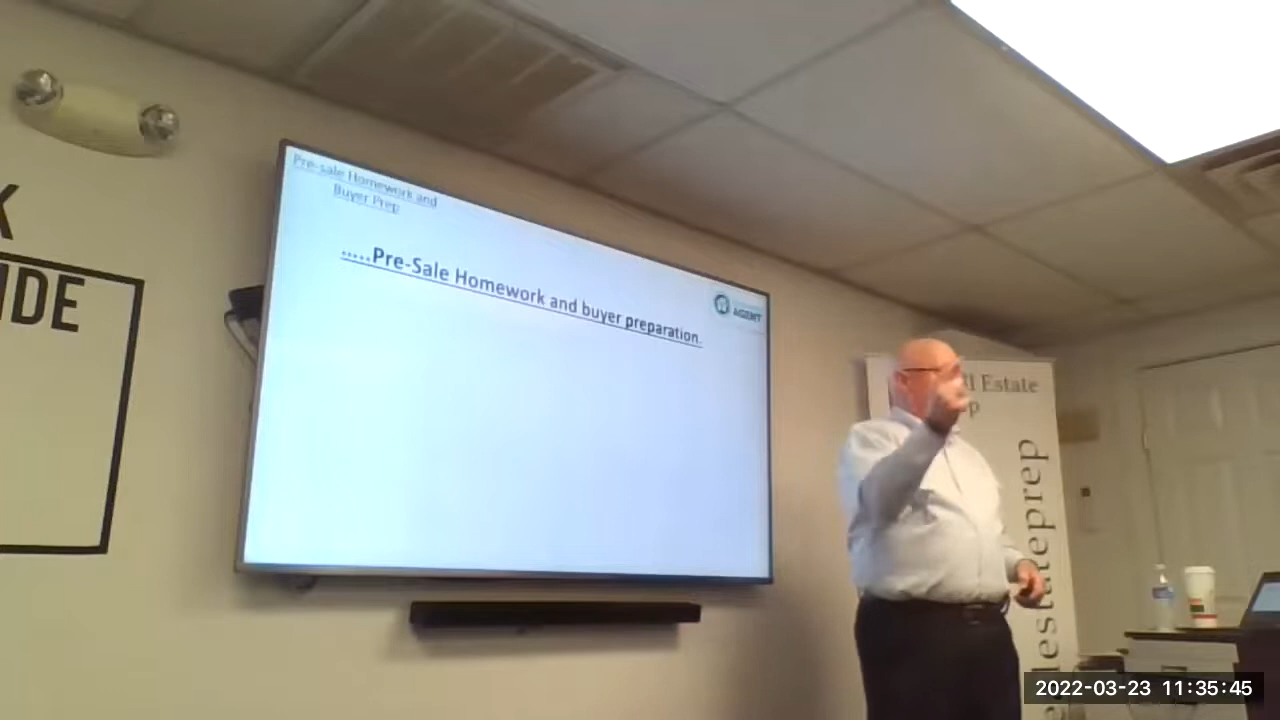 K
IDE
Pre-sale Homework and
Buyer Prep
.....Pre-Sale Homework and buyer preparation.
AGENT
Estate
p
estateprep
2022-03-23 11:35:45